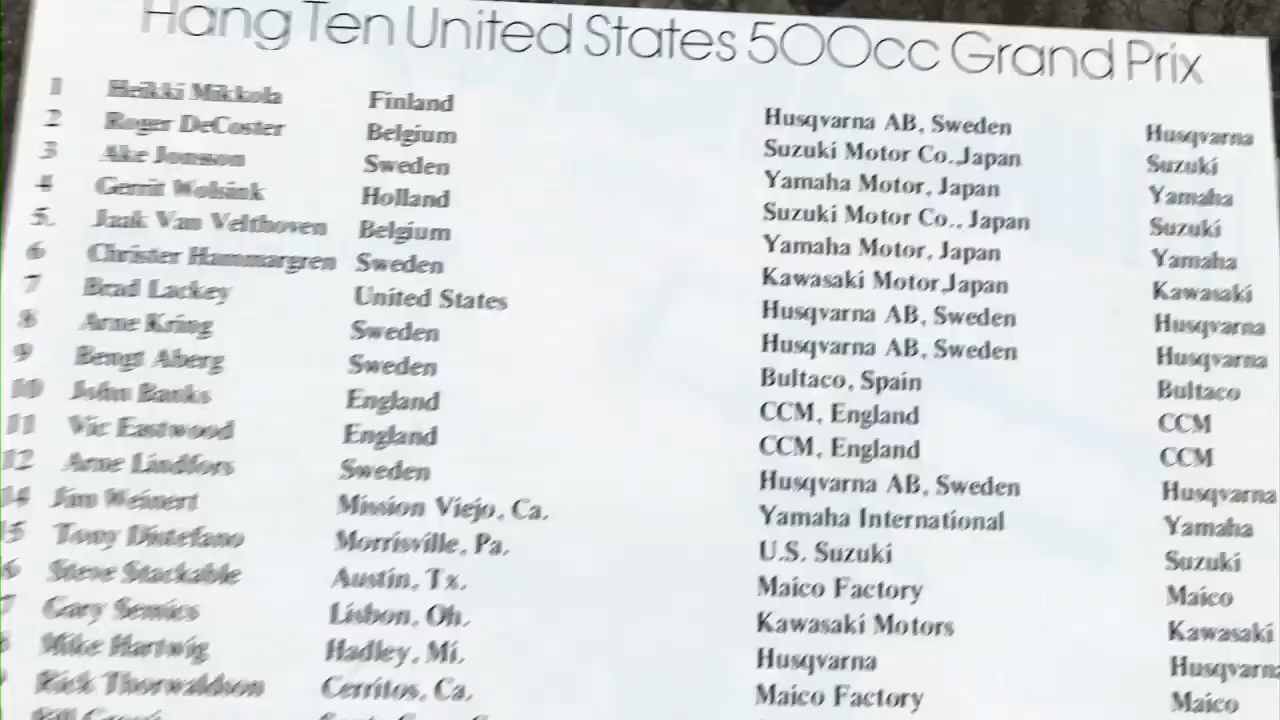 Hang Ten United States 500cc Grand Prix
1 Heikki Mikkola Finland Husqvarna AB, Sweden Husqvarna
2 Roger DeCoster Belgium Suzuki Motor Co.,Japan Suzuki
3 Ake Jonsson Sweden Yamaha Motor, Japan Yamaha
4 Gerrit Wolsink Holland Suzuki Motor Co., Japan Suzuki
5. Jaak Van Velthoven Belgium Yamaha Motor, Japan Yamaha
6 Christer Hammargren Sweden Kawasaki Motor,Japan Kawasaki
7 Brad Lackey United States Husqvarna AB, Sweden Husqvarna
8 Arne Kring Sweden Husqvarna AB, Sweden Husqvarna
9 Bengt Aberg Sweden Bultaco, Spain Bultaco
10 John Banks England CCM, England CCM
11 Vic Eastwood England CCM, England CCM
12 Arne Lindfors Sweden Husqvarna AB, Sweden Husqvarna
14 Jim Weinert Mission Viejo, Ca. Yamaha International Yamaha
5 Tony Distefano Morrisville, Pa. U.S. Suzuki Suzuki
6 Steve Stackable Austin, Tx. Maico Factory Maico
7 Gary Semics Lisbon, Oh. Kawasaki Motors Kawasaki
8 Mike Hartwig Hadley, Mi. Husqvarna Husqvarna
Rick Thorwaldson Cerritos, Ca. Maico Factory Maico